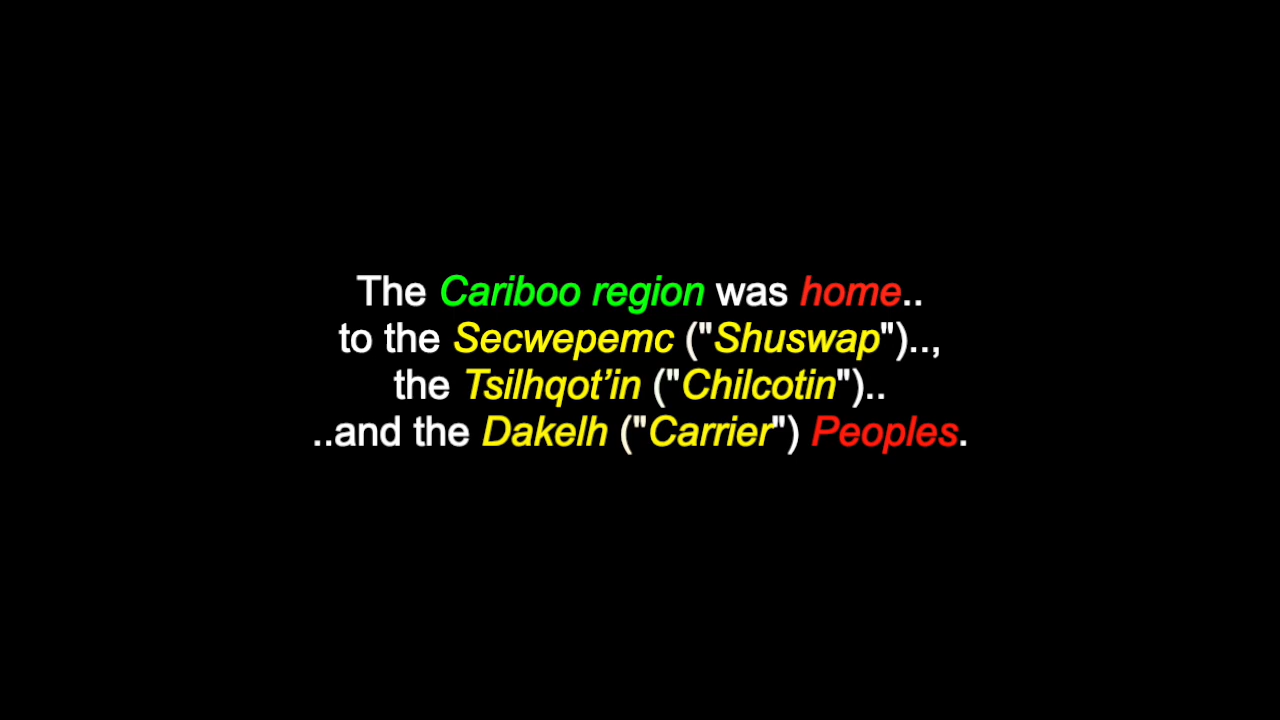 The Cariboo region was home..
to the Secwepemc ("Shuswap")..,
the Tsilhqot’in ("Chilcotin")..
..and the Dakelh ("Carrier") Peoples.